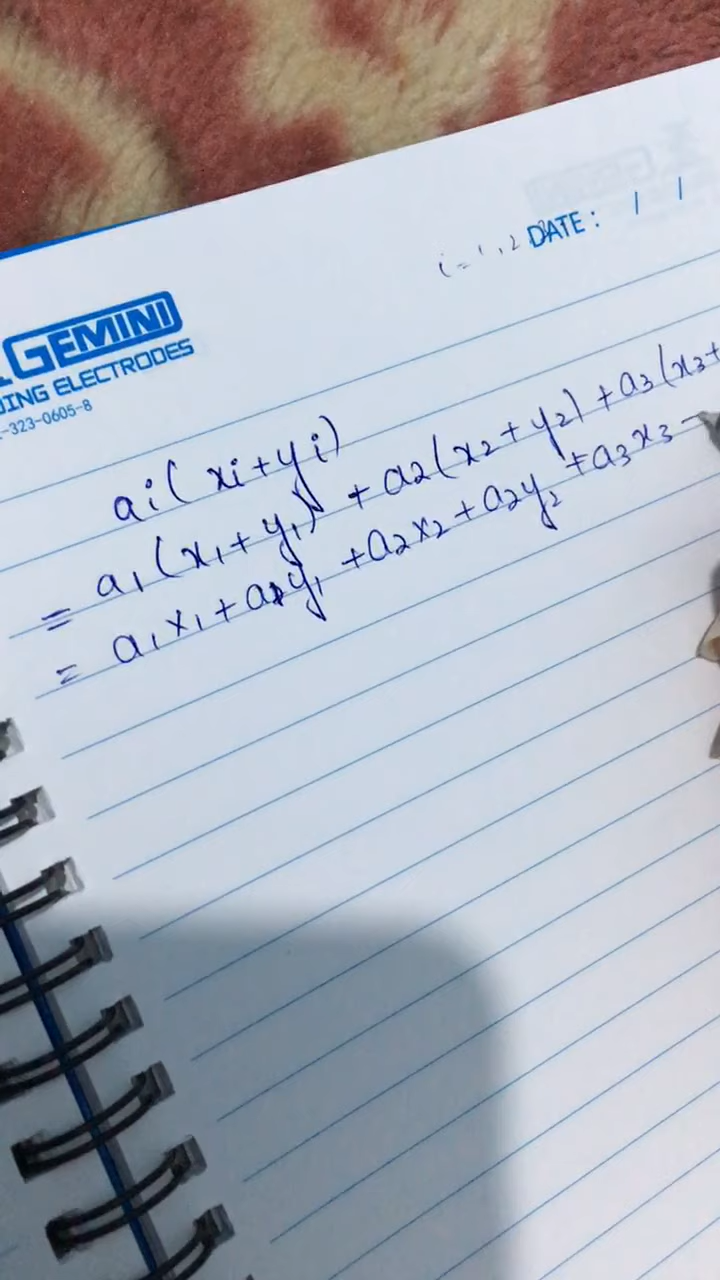 i = 1, 2 DATE: / /
GEMINI
ING ELECTRODES
-323-0605-8
ai(xi+yi)
= a₁(x₁+y₁) + a₂(x₂+y₂) + a₃(x₃+
= a₁x₁ + a₁y₁ + a₂x₂ + a₂y₂ + a₃x₃